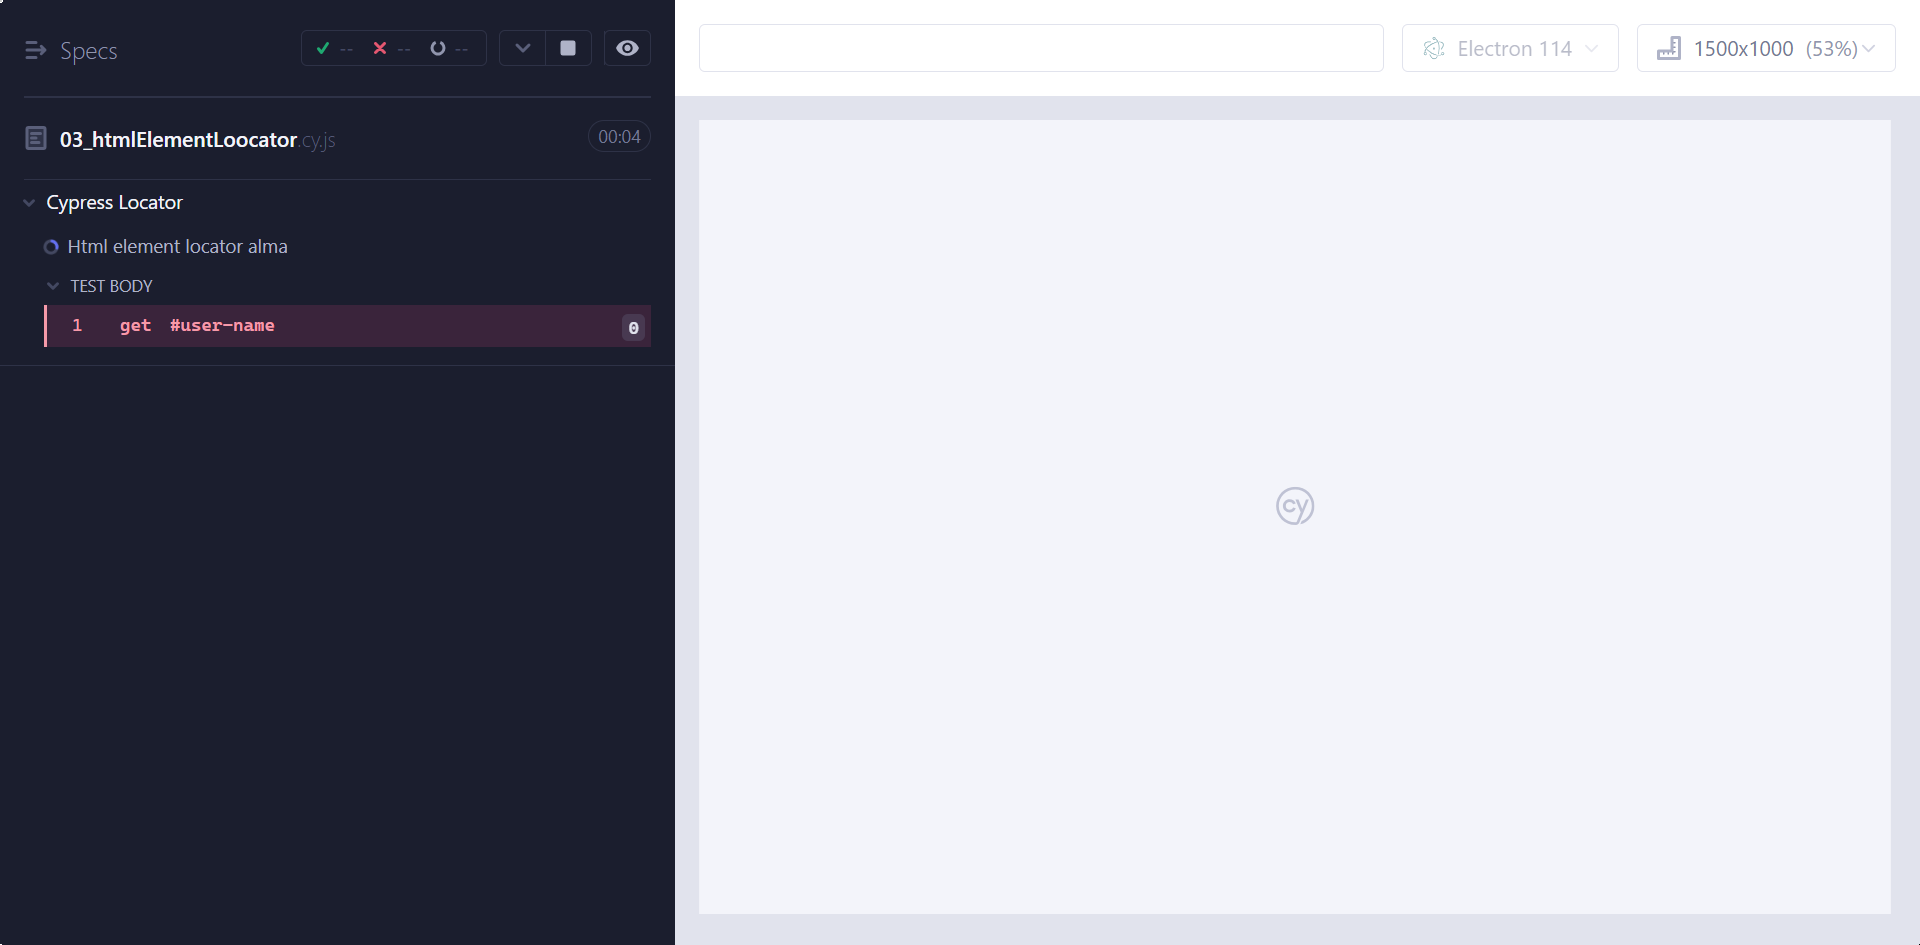 Specs
-- -- --
Electron 114
1500x1000 (53%)
03_htmlElementLoocator.cy.js
00:04
Cypress Locator
Html element locator alma
TEST BODY
1 get #user-name 0
cy